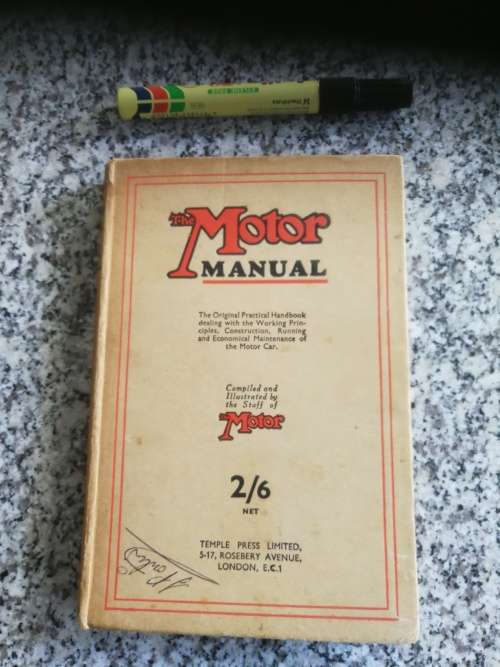 The Motor
MANUAL
The Original Practical Handbook
dealing with the Working Prin-
ciples, Construction, Running
and Economical Maintenance of
the Motor Car.
Compiled and
Illustrated by
the Staff of
The Motor
2/6
NET
TEMPLE PRESS LIMITED,
5-17, ROSEBERY AVENUE,
LONDON, E.C.1